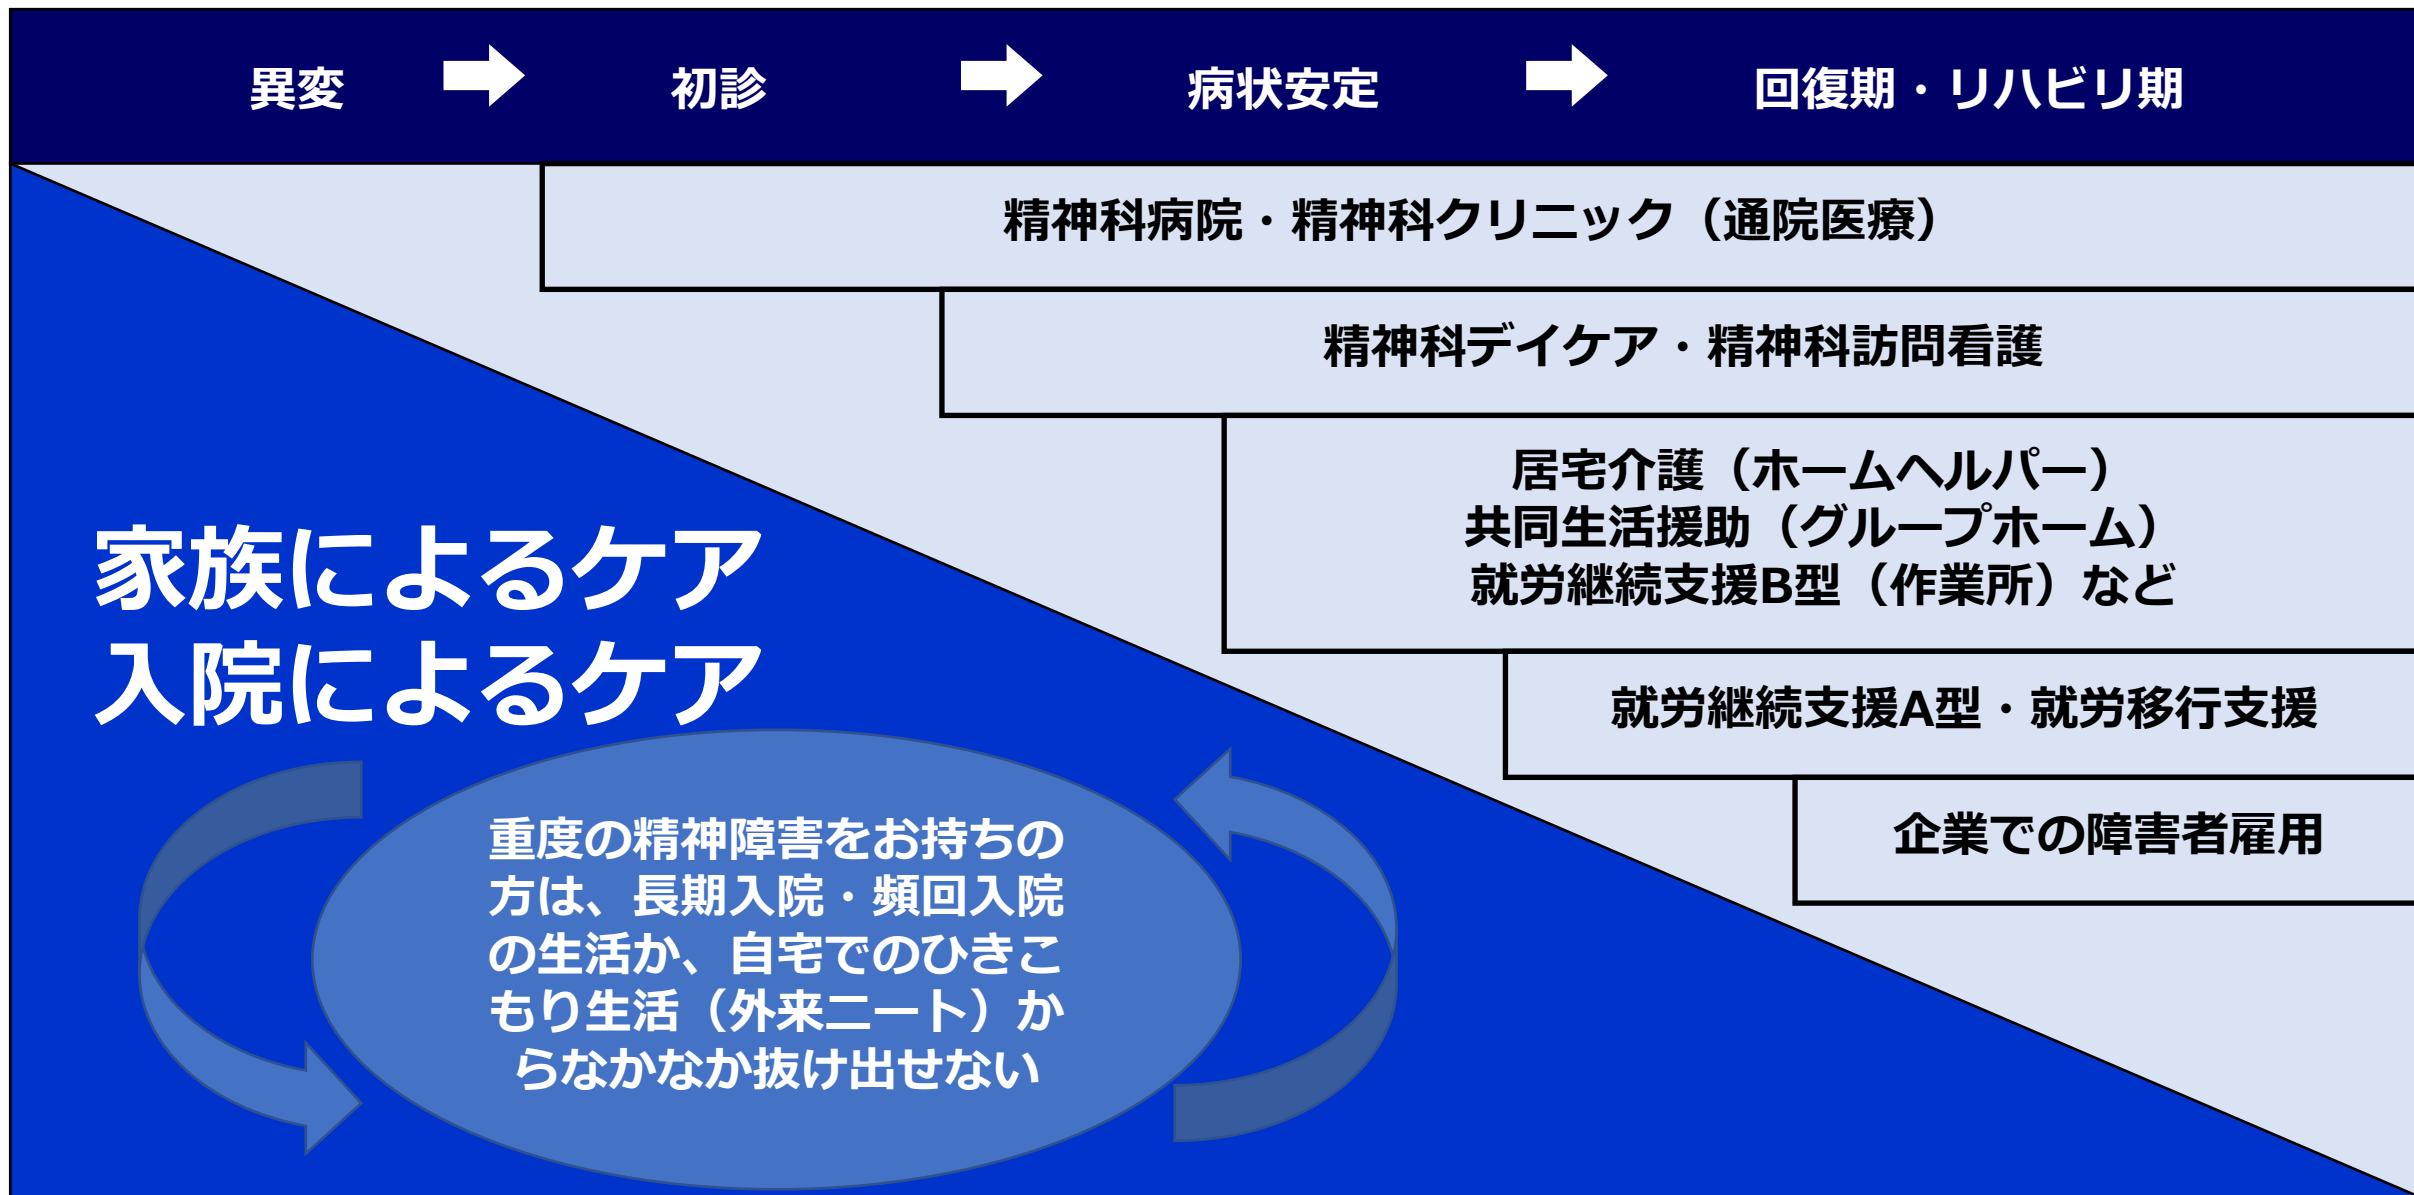 異変
初診
病状安定
回復期・リハビリ期
精神科病院・精神科クリニック（通院医療）
精神科デイケア・精神科訪問看護
居宅介護（ホームヘルパー）
共同生活援助（グループホーム）
就労継続支援B型（作業所）など
就労継続支援A型・就労移行支援
企業での障害者雇用
家族によるケア
入院によるケア
重度の精神障害をお持ちの
方は、長期入院・頻回入院
の生活か、自宅でのひきこ
もり生活（外来ニート）か
らなかなか抜け出せない